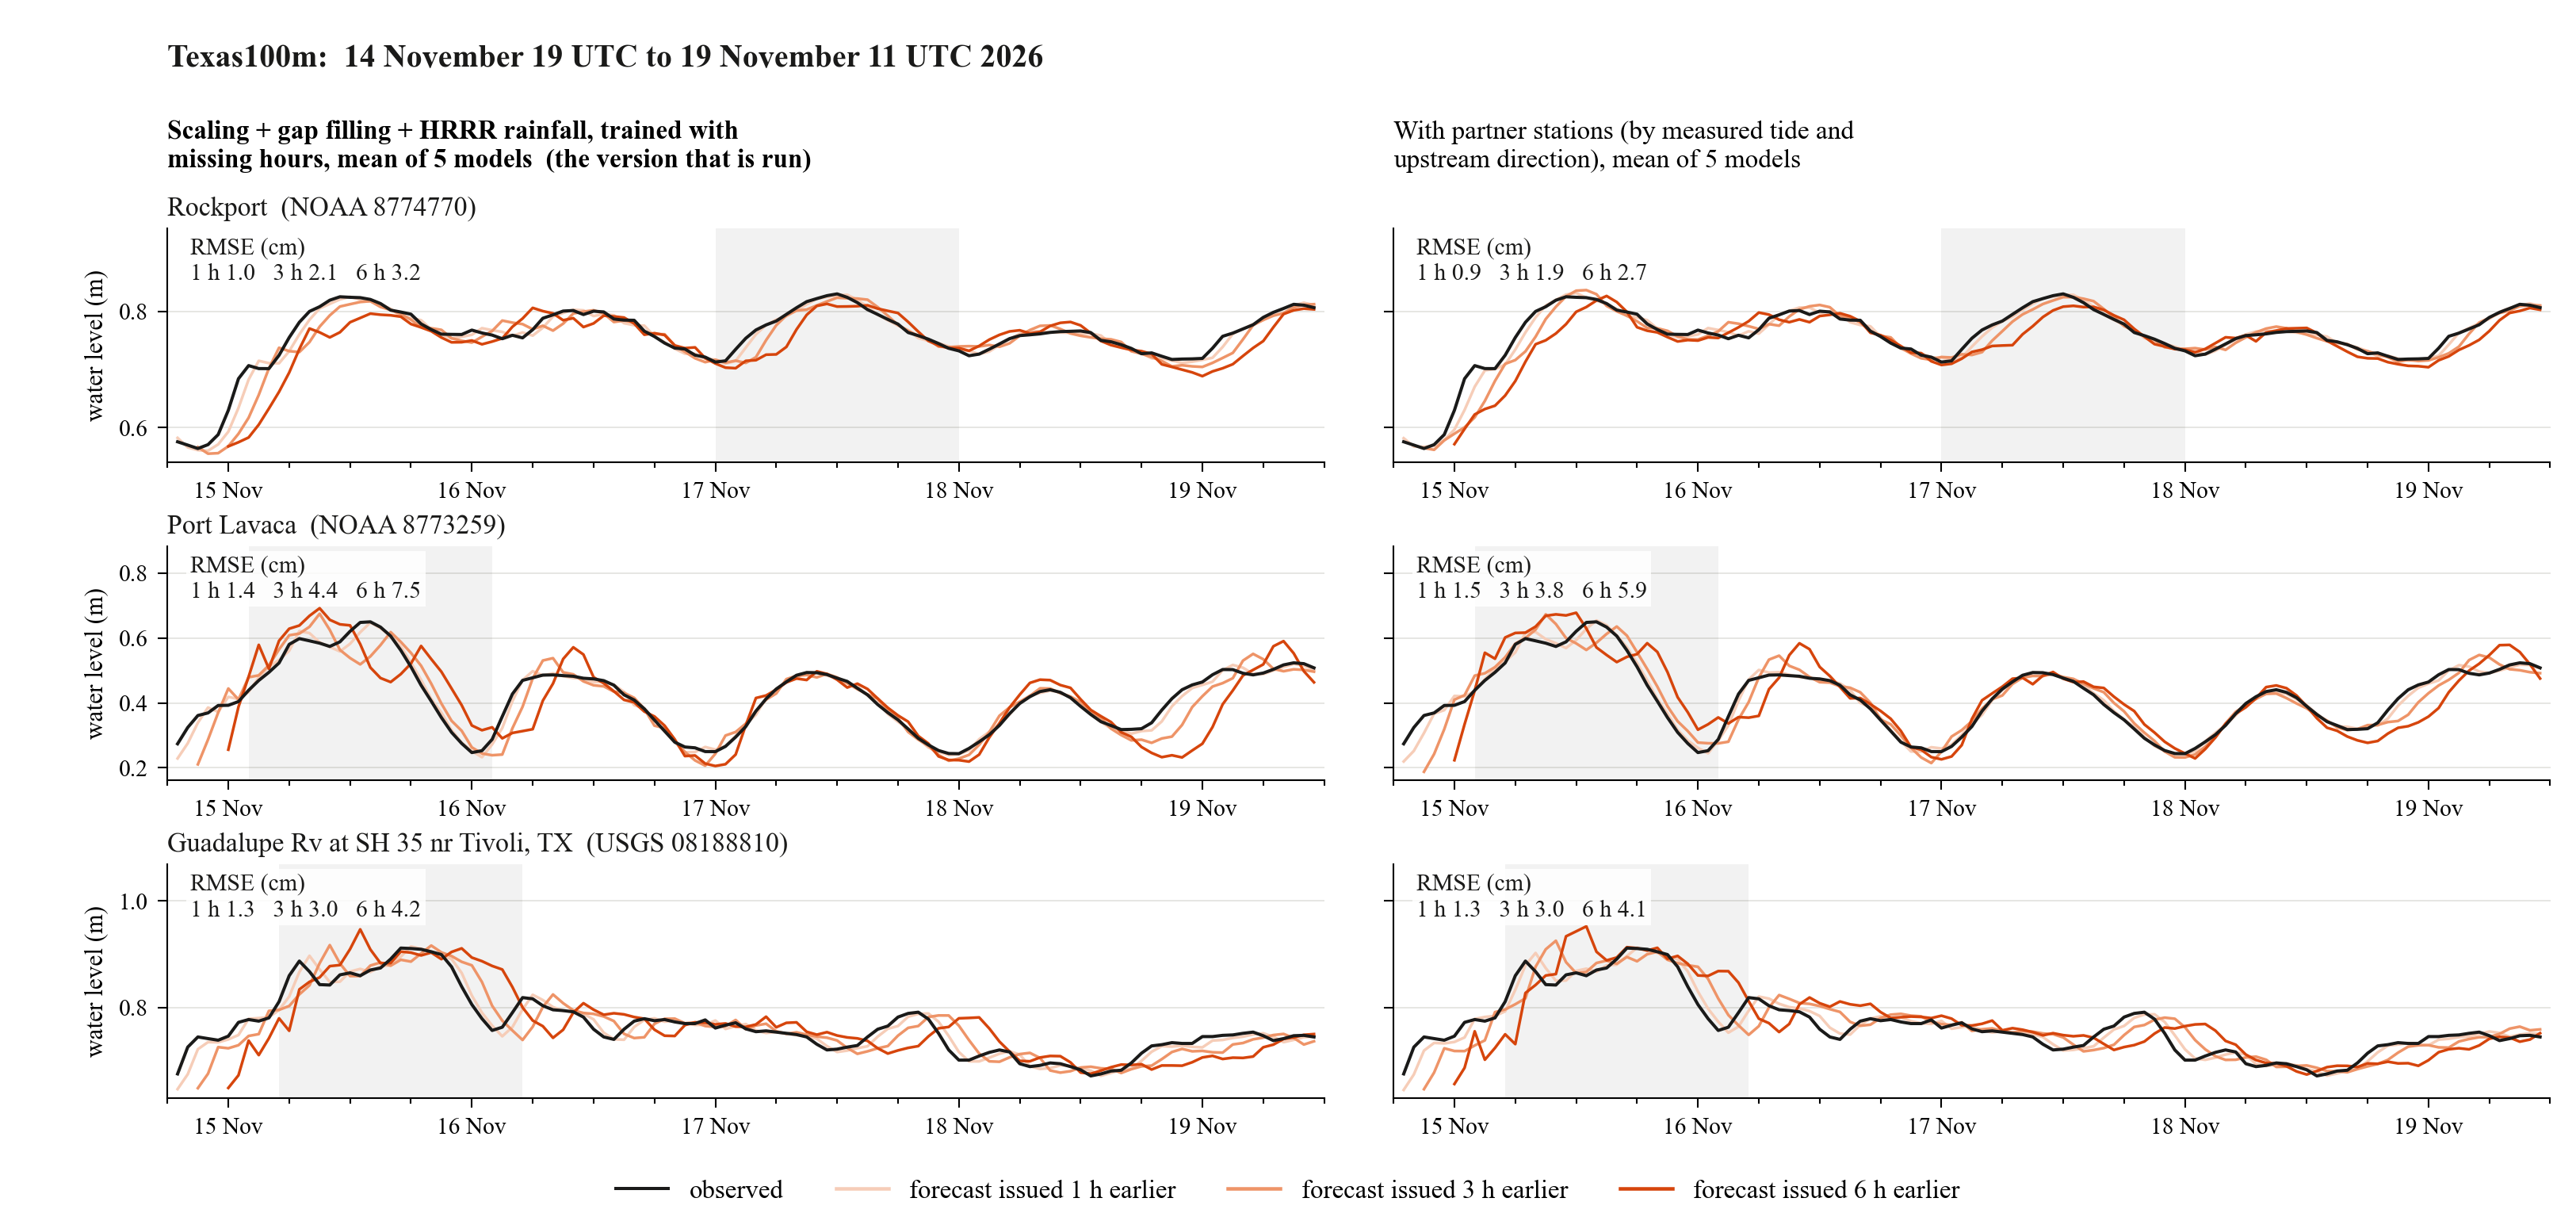 Texas100m:  14 November 19 UTC to 19 November 11 UTC 2026
Scaling + gap filling + HRRR rainfall, trained with
missing hours, mean of 5 models  (the version that is run)
With partner stations (by measured tide and
upstream direction), mean of 5 models
Rockport  (NOAA 8774770)
RMSE (cm)
1 h 1.0   3 h 2.1   6 h 3.2
RMSE (cm)
1 h 0.9   3 h 1.9   6 h 2.7
water level (m)
0.8
0.6
15 Nov   16 Nov   17 Nov   18 Nov   19 Nov
15 Nov   16 Nov   17 Nov   18 Nov   19 Nov
Port Lavaca  (NOAA 8773259)
RMSE (cm)
1 h 1.4   3 h 4.4   6 h 7.5
RMSE (cm)
1 h 1.5   3 h 3.8   6 h 5.9
water level (m)
0.8
0.6
0.4
0.2
15 Nov   16 Nov   17 Nov   18 Nov   19 Nov
15 Nov   16 Nov   17 Nov   18 Nov   19 Nov
Guadalupe Rv at SH 35 nr Tivoli, TX  (USGS 08188810)
RMSE (cm)
1 h 1.3   3 h 3.0   6 h 4.2
RMSE (cm)
1 h 1.3   3 h 3.0   6 h 4.1
water level (m)
1.0
0.8
15 Nov   16 Nov   17 Nov   18 Nov   19 Nov
15 Nov   16 Nov   17 Nov   18 Nov   19 Nov
observed   forecast issued 1 h earlier   forecast issued 3 h earlier   forecast issued 6 h earlier